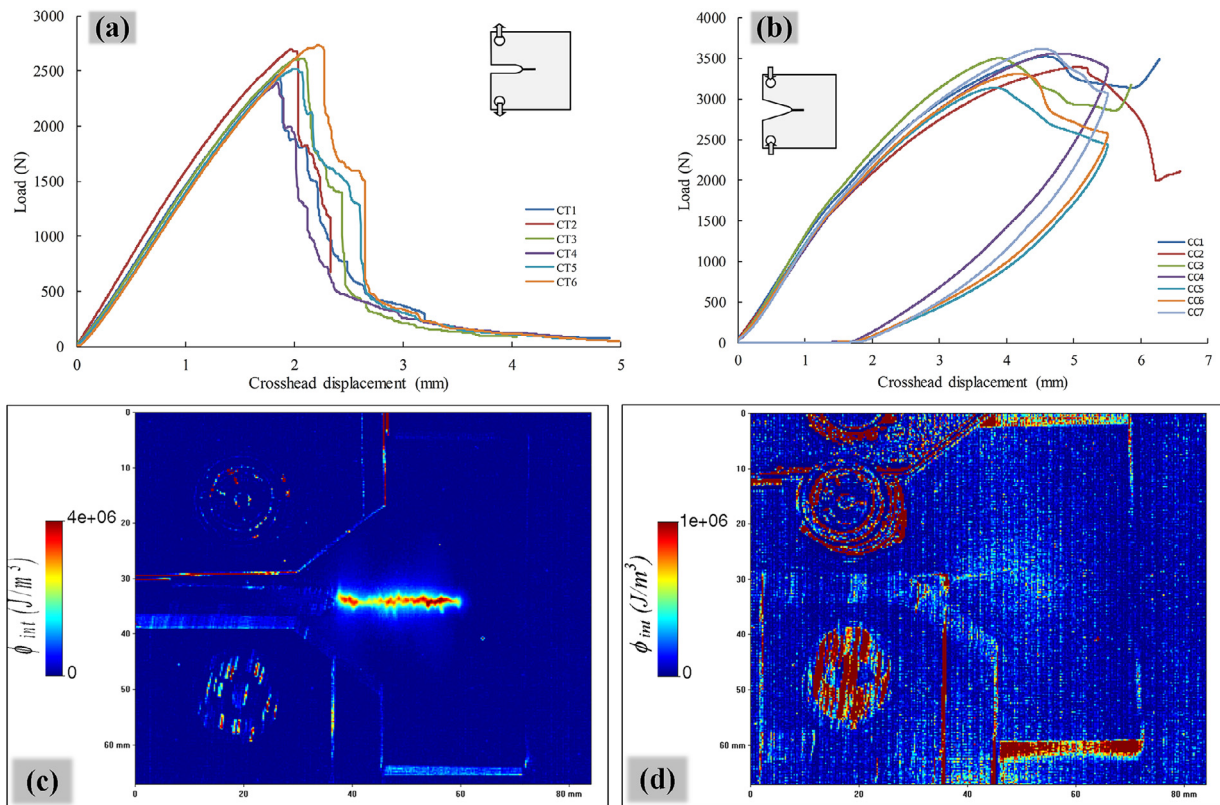 (a)
3000
2500
2000
1500
1000
500
0
Load (N)
0 1 2 3 4 5
Crosshead displacement (mm)
CT1
CT2
CT3
CT4
CT5
CT6
(b)
4000
3500
3000
2500
2000
1500
1000
500
0
Load (N)
0 1 2 3 4 5 6 7
Crosshead displacement (mm)
CC1
CC2
CC3
CC4
CC5
CC6
CC7
0
10
20
30
40
50
60 mm
0 20 40 60 80 mm
4e+06
0
ϕ int (J/m³)
(c)
0
10
20
30
40
50
60 mm
0 20 40 60 80 mm
1e+06
0
ϕ int (J/m³)
(d)